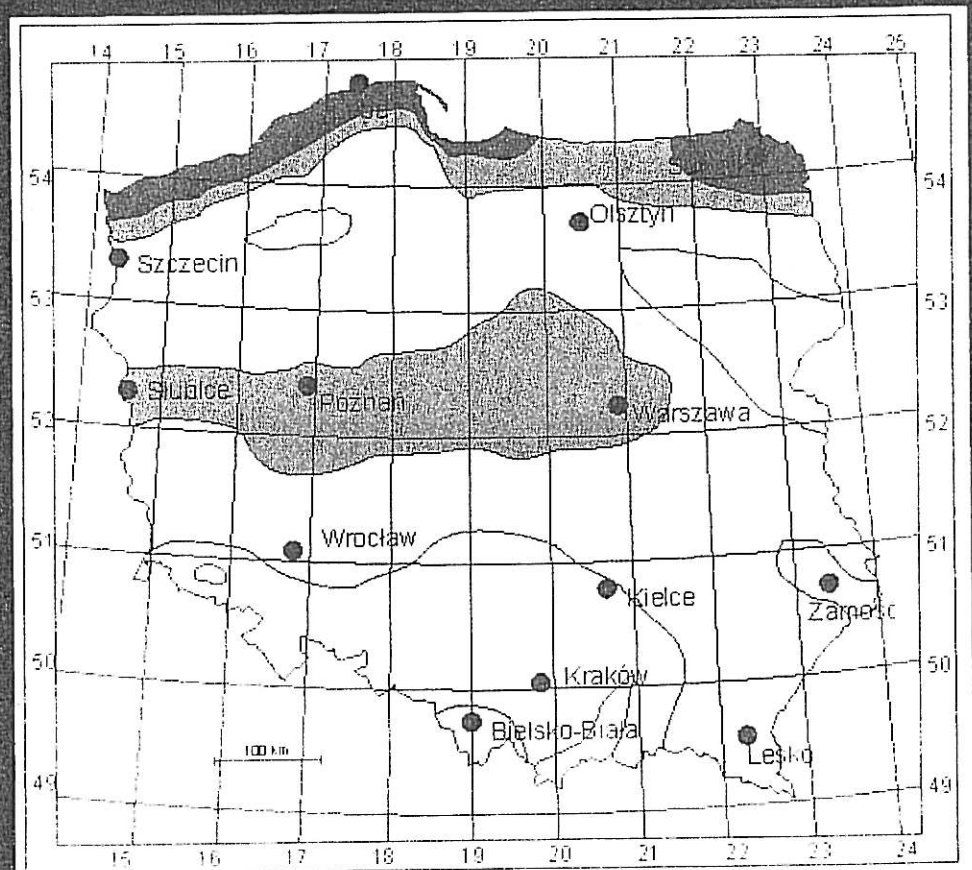 14 15 16 17 18 19 20 21 22 23 24 25
54 54
Olsztyn
Szczecin
53 53
Słubice
Poznań
Warszawa
52 52
51 Wrocław 51
Kielce
Zamość
50 50
Kraków
Bielsko-Biała
100 km
Lesko
49 49
15 16 17 18 19 20 21 22 23 24